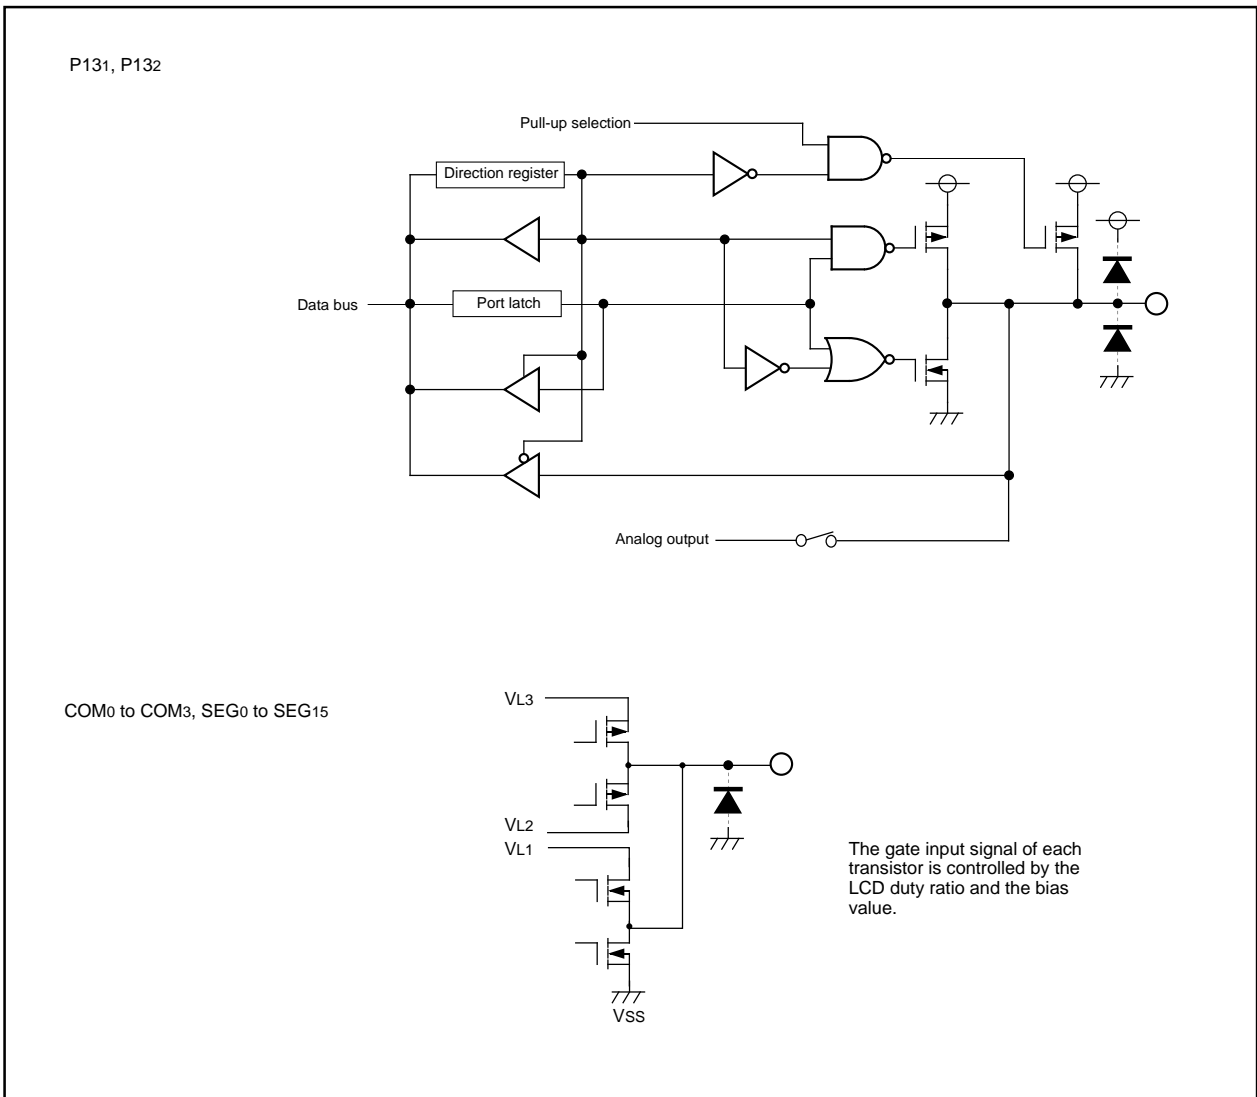 P131, P132
Pull-up selection
Direction register
Data bus
Port latch
Analog output
COM0 to COM3, SEG0 to SEG15
VL3
VL2
VL1
VSS
The gate input signal of each
transistor is controlled by the
LCD duty ratio and the bias
value.